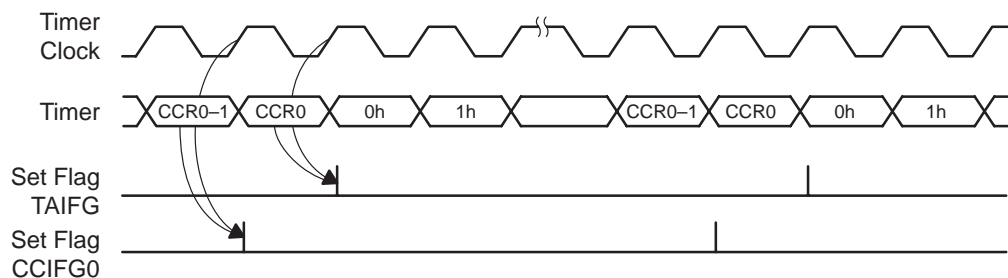 Timer
Clock
Timer
CCR0–1
CCR0
0h
1h
CCR0–1
CCR0
0h
1h
Set Flag
TAIFG
Set Flag
CCIFG0